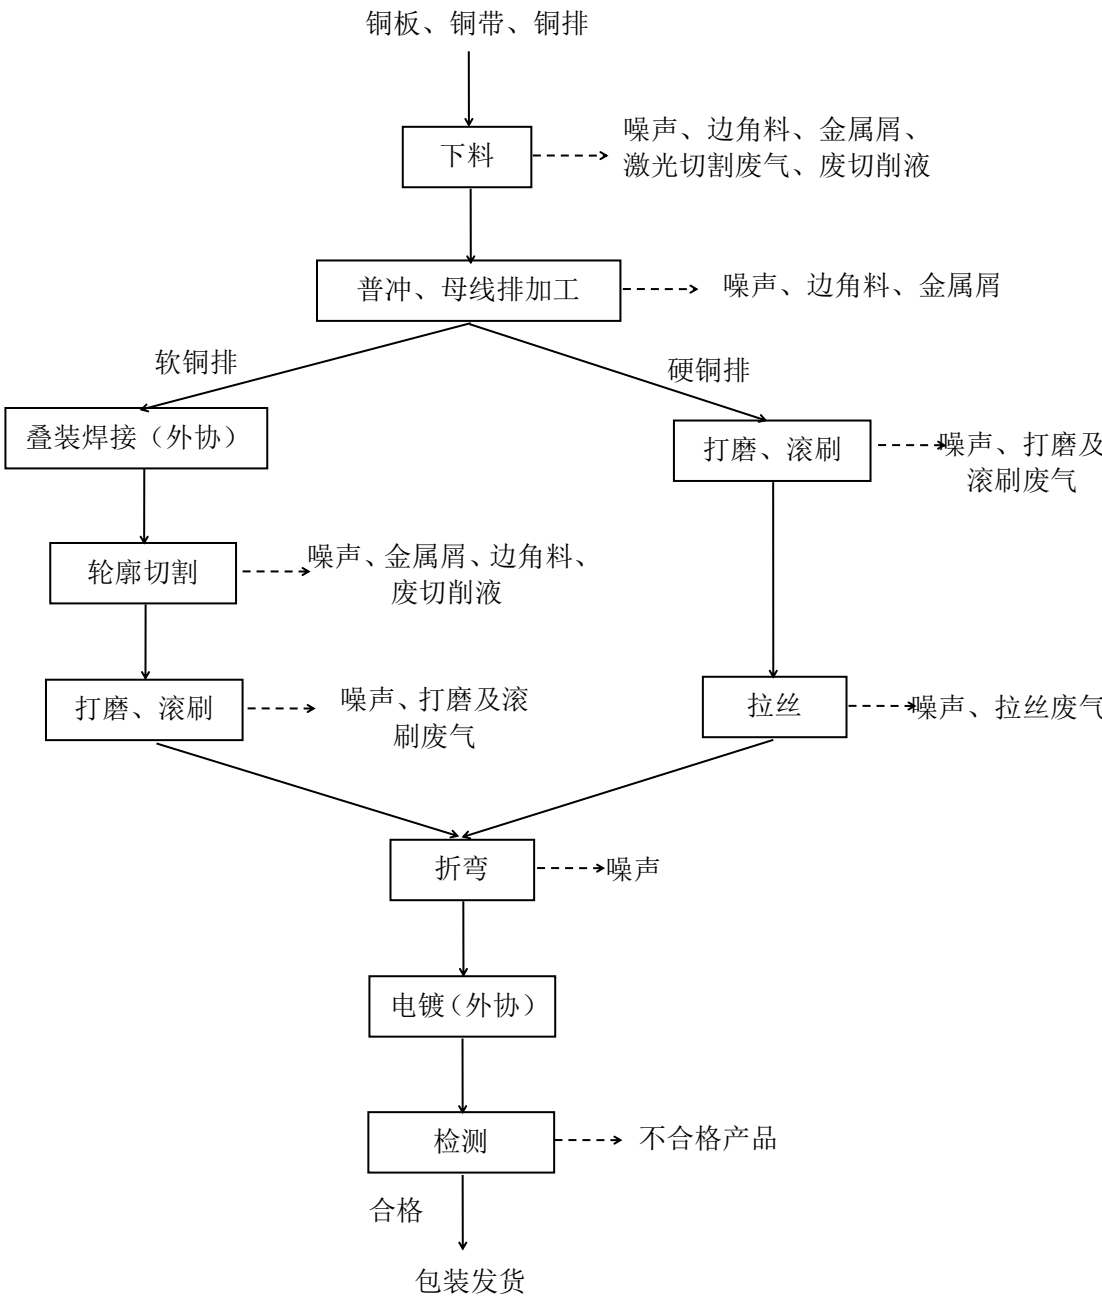 铜板、铜带、铜排
下料
噪声、边角料、金属屑、
激光切割废气、废切削液
普冲、母线排加工
噪声、边角料、金属屑
软铜排
硬铜排
叠装焊接（外协）
打磨、滚刷
噪声、打磨及
滚刷废气
轮廓切割
噪声、金属屑、边角料、
废切削液
打磨、滚刷
噪声、打磨及滚
刷废气
拉丝
噪声、拉丝废气
折弯
噪声
电镀（外协）
检测
不合格产品
合格
包装发货